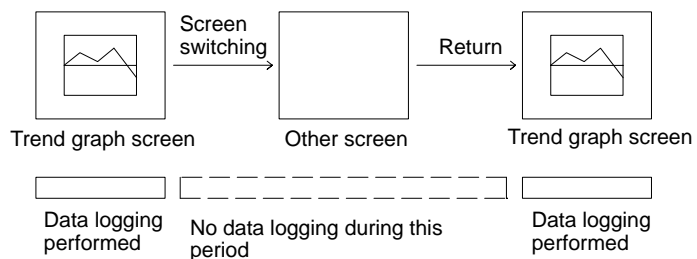 Screen
switching
Return
Trend graph screen
Other screen
Trend graph screen
Data logging
performed
No data logging during this
period
Data logging
performed